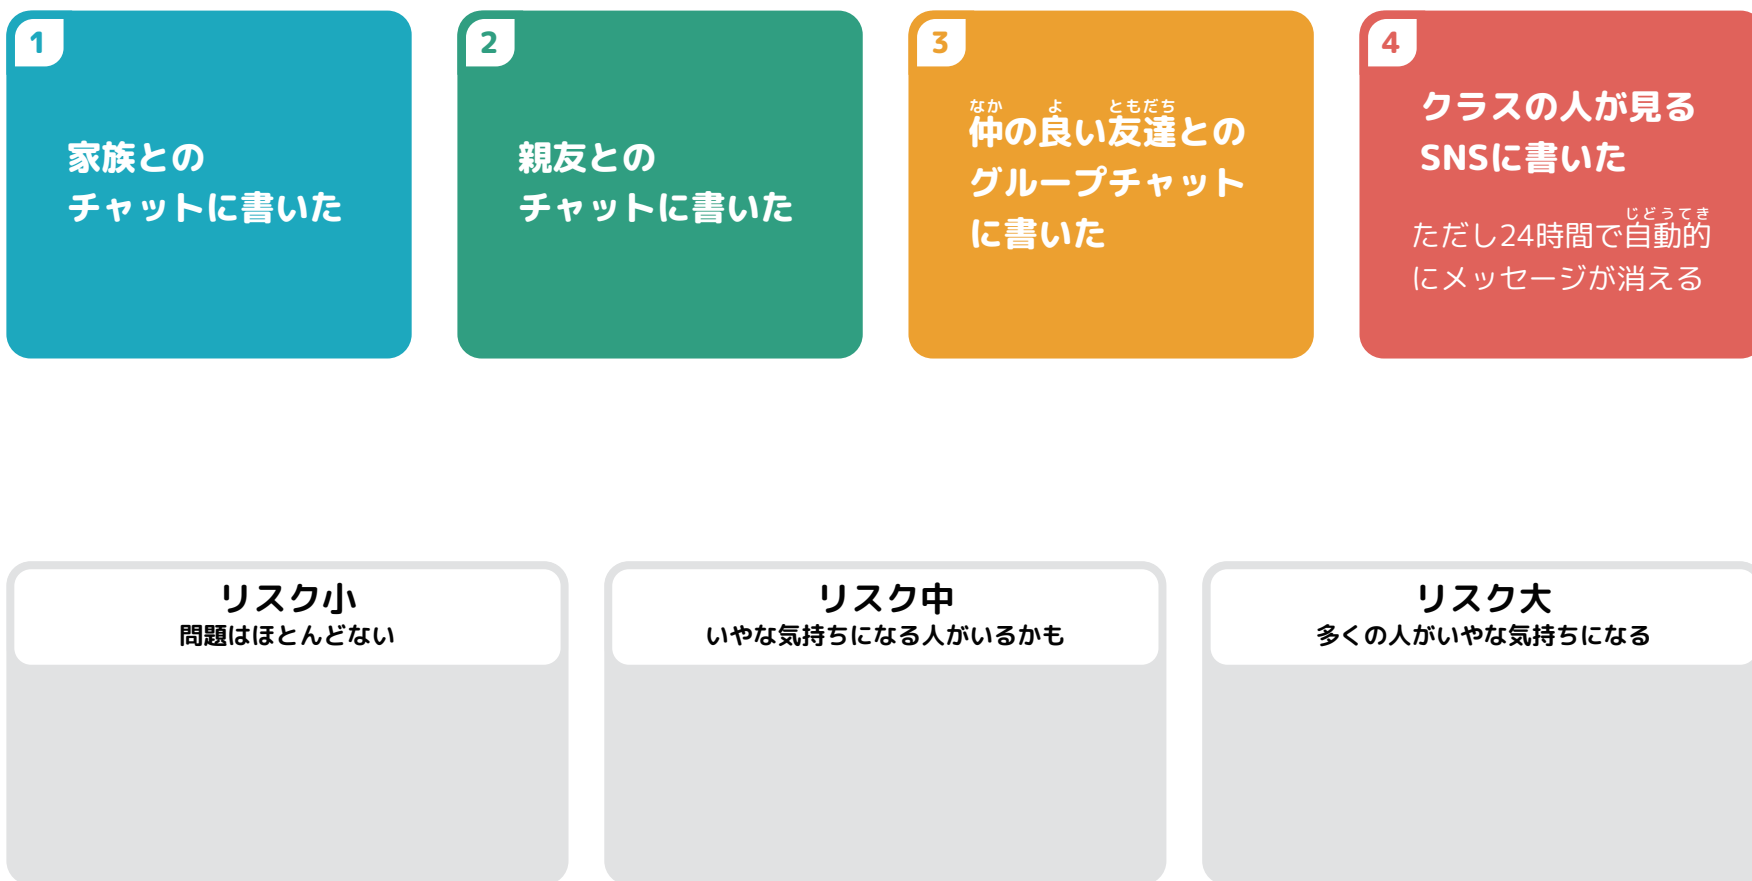 1
家族との
チャットに書いた
2
親友との
チャットに書いた
3
なか よ ともだち
仲の良い友達との
グループチャット
に書いた
4
クラスの人が見る
SNSに書いた
じどうてき
ただし24時間で自動的
にメッセージが消える
リスク小
問題はほとんどない
リスク中
いやな気持ちになる人がいるかも
リスク大
多くの人がいやな気持ちになる